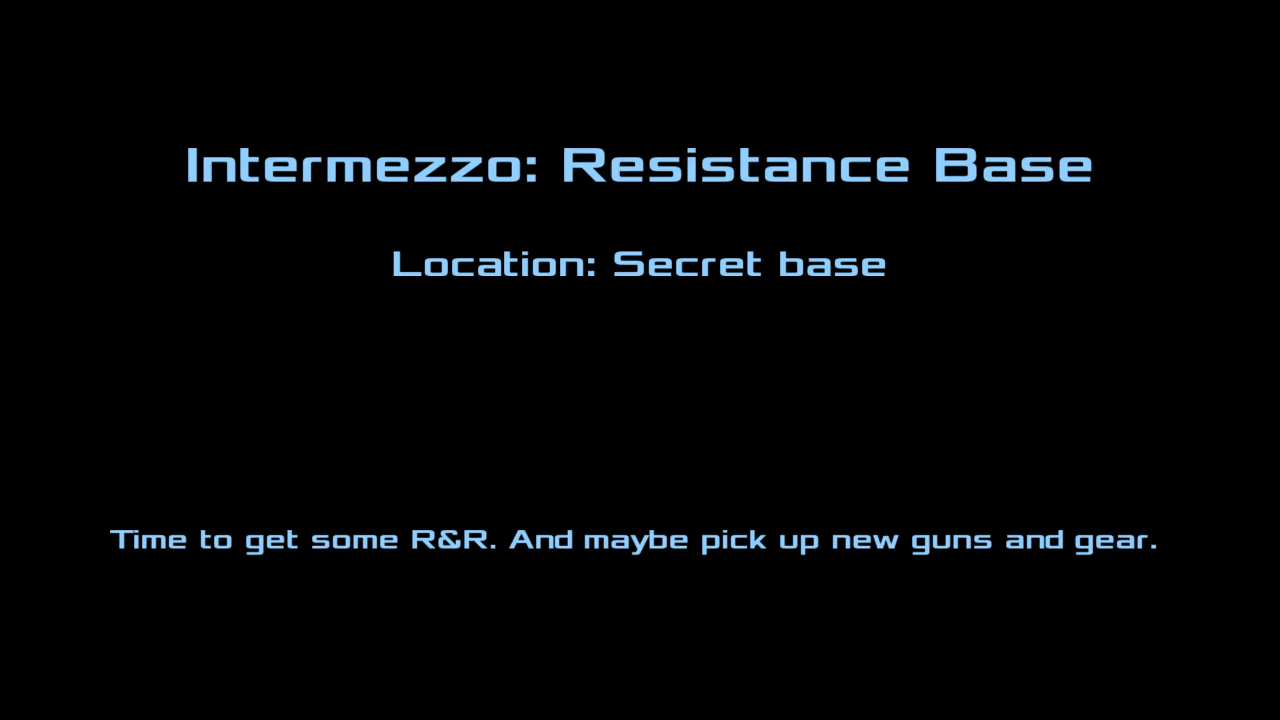 Intermezzo: Resistance Base
Location: Secret base
Time to get some R&R. And maybe pick up new guns and gear.